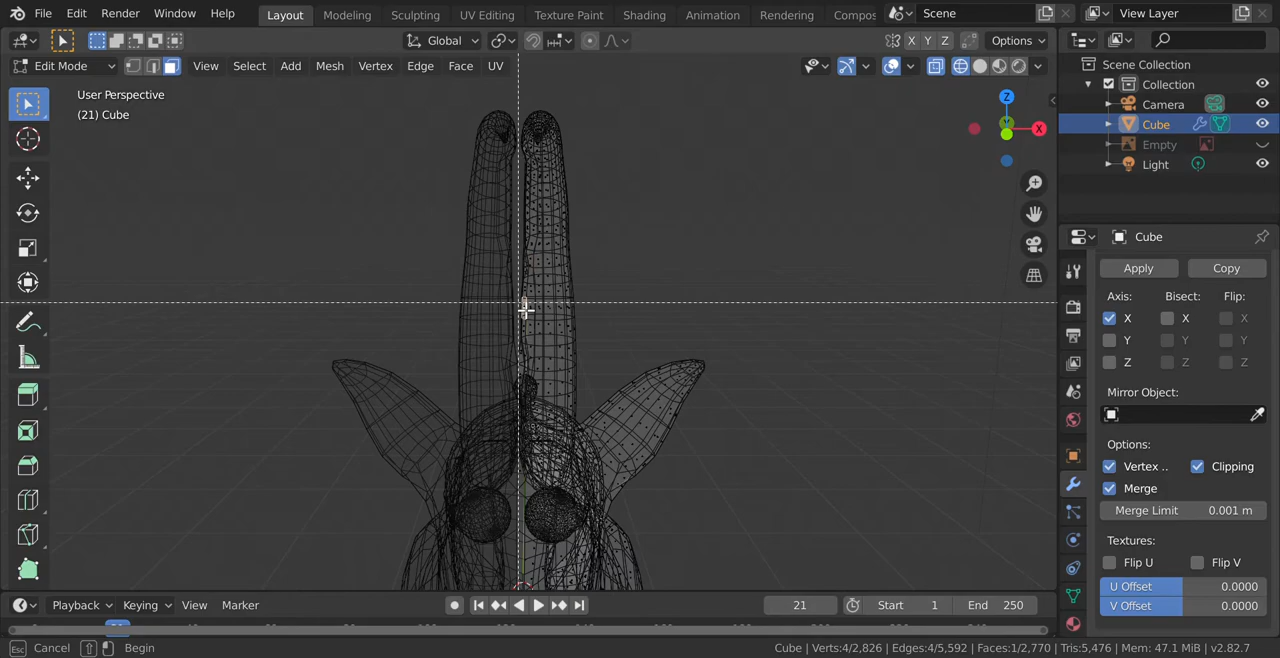 File Edit Render Window Help Layout Modeling Sculpting UV Editing Texture Paint Shading Animation Rendering Compos Scene View Layer
Global X Y Z Options
Edit Mode View Select Add Mesh Vertex Edge Face UV
User Perspective
(21) Cube
Z
X
Scene Collection
Collection
Camera
Cube
Empty
Light
Cube
Apply Copy
Axis: Bisect: Flip:
X X X
Y Y Y
Z Z Z
Mirror Object:
Options:
Vertex .. Clipping
Merge
Merge Limit 0.001 m
Textures:
Flip U Flip V
U Offset 0.0000
V Offset 0.0000
Playback Keying View Marker 21 Start 1 End 250
Esc Cancel Begin Cube | Verts:4/2,826 | Edges:4/5,592 | Faces:1/2,770 | Tris:5,476 | Mem: 47.1 MiB | v2.82.7